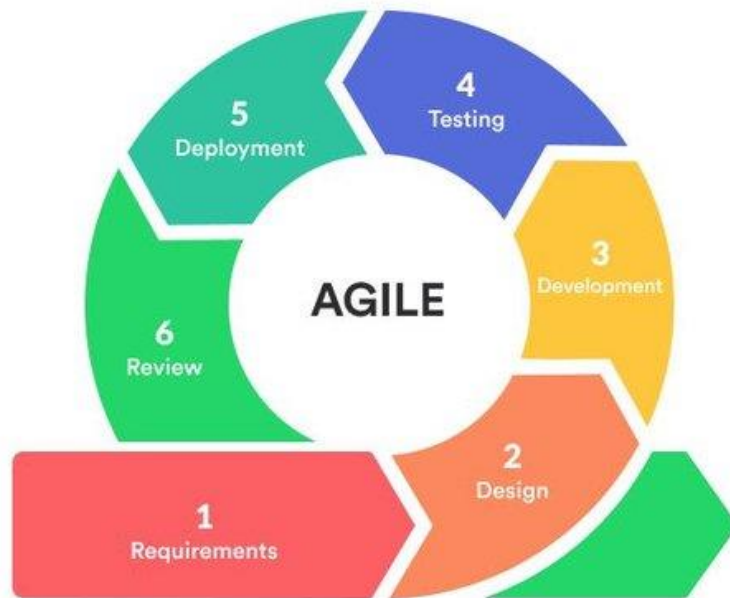 1
Requirements
2
Design
3
Development
4
Testing
5
Deployment
6
Review
AGILE